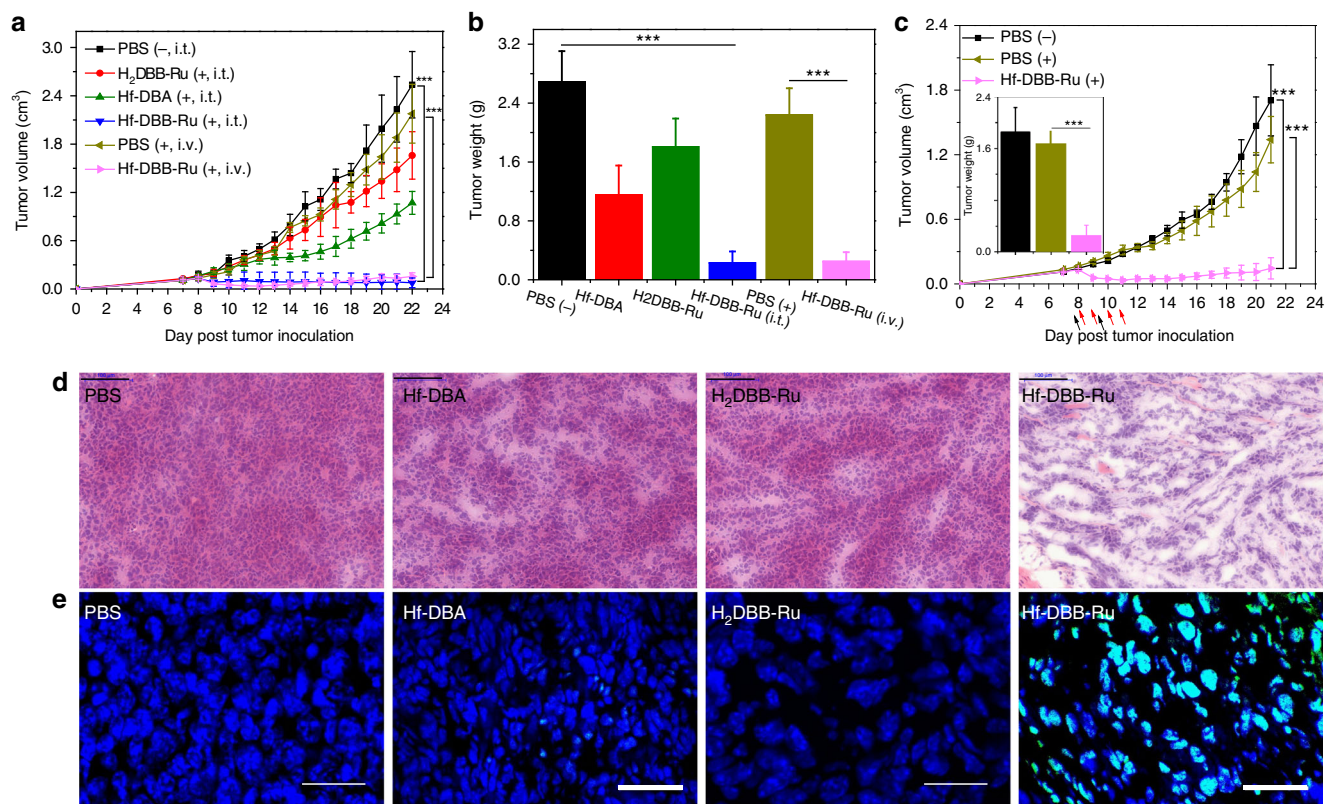 a
3.0
2.4
1.8
1.2
0.6
0.0
Tumor volume (cm³)
PBS (–, i.t.)
H₂DBB-Ru (+, i.t.)
Hf-DBA (+, i.t.)
Hf-DBB-Ru (+, i.t.)
PBS (+, i.v.)
Hf-DBB-Ru (+, i.v.)
***
***
0 2 4 6 8 10 12 14 16 18 20 22 24
Day post tumor inoculation
b
3.2
2.4
1.6
0.8
0.0
Tumor weight (g)
***
***
PBS (–)
Hf-DBA
H2DBB-Ru
Hf-DBB-Ru (i.t.)
PBS (+)
Hf-DBB-Ru (i.v.)
c
2.4
1.8
1.2
0.6
0.0
Tumor volume (cm³)
PBS (–)
PBS (+)
Hf-DBB-Ru (+)
2.4
1.6
0.8
0.0
Tumor weight (g)
***
***
***
0 2 4 6 8 10 12 14 16 18 20 22 24
Day post tumor inoculation
d
PBS
Hf-DBA
H₂DBB-Ru
100 µm
Hf-DBB-Ru
e
PBS
Hf-DBA
H₂DBB-Ru
Hf-DBB-Ru